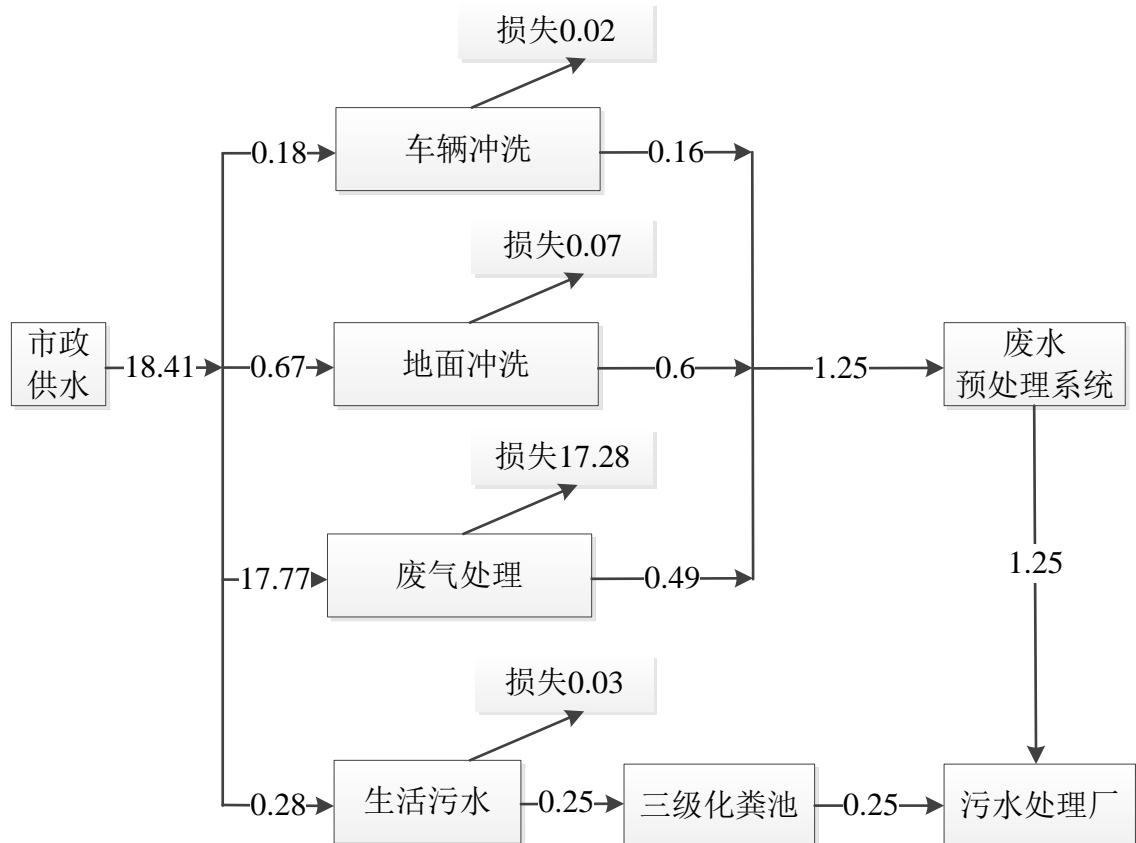 损失0.02
车辆冲洗
0.18
0.16
损失0.07
市政
供水
18.41
0.67
地面冲洗
0.6
1.25
废水
预处理系统
损失17.28
17.77
废气处理
0.49
1.25
损失0.03
0.28
生活污水
0.25
三级化粪池
0.25
污水处理厂